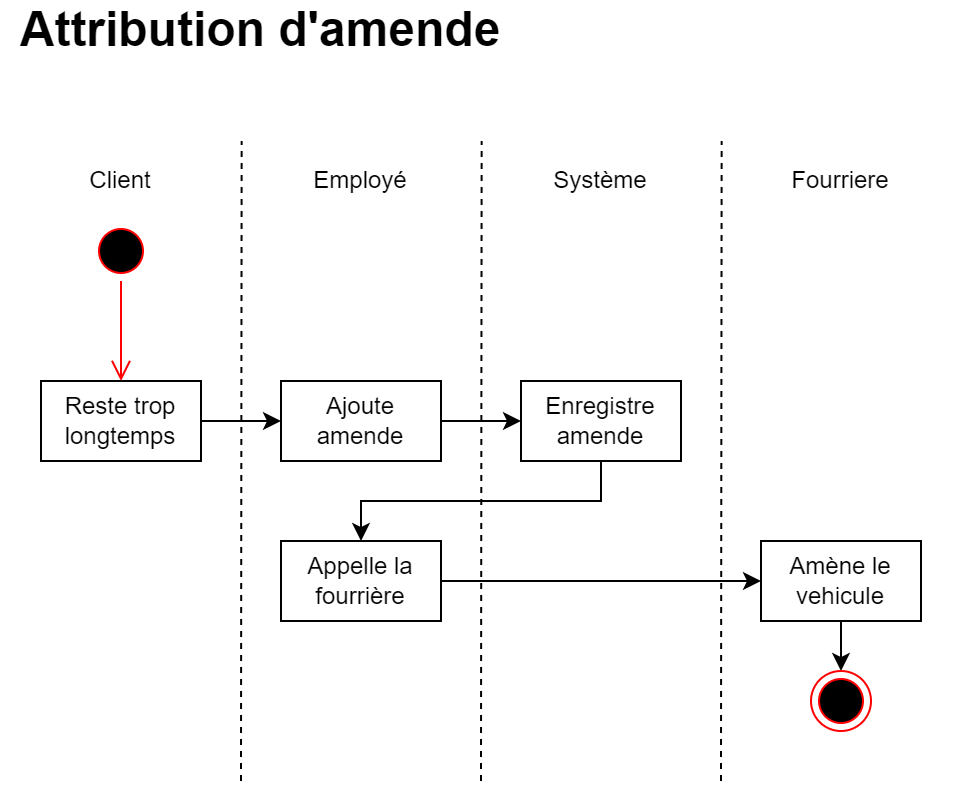 Attribution d'amende
Client
Employé
Système
Fourriere
Reste trop
longtemps
Ajoute
amende
Enregistre
amende
Appelle la
fourrière
Amène le
vehicule